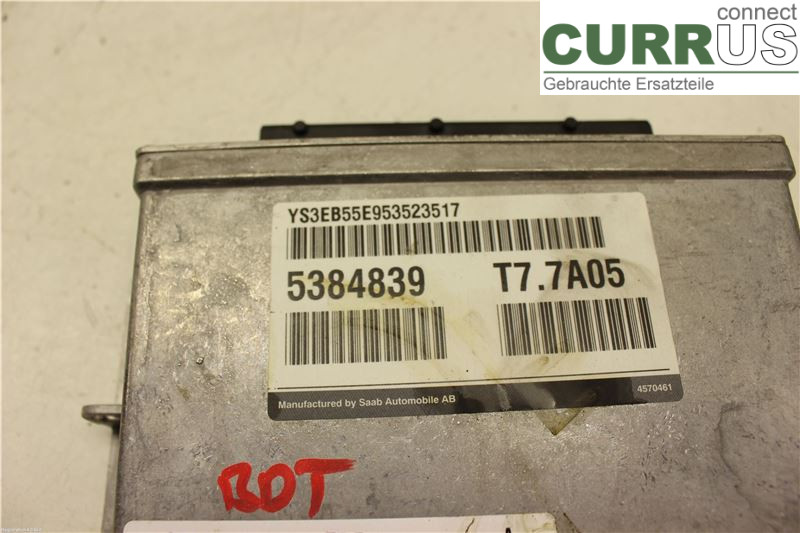 connect
CURRUS
Gebrauchte Ersatzteile
YS3EB55E953523517
5384839 T7.7A05
Manufactured by Saab Automobile AB 4570461
BOT